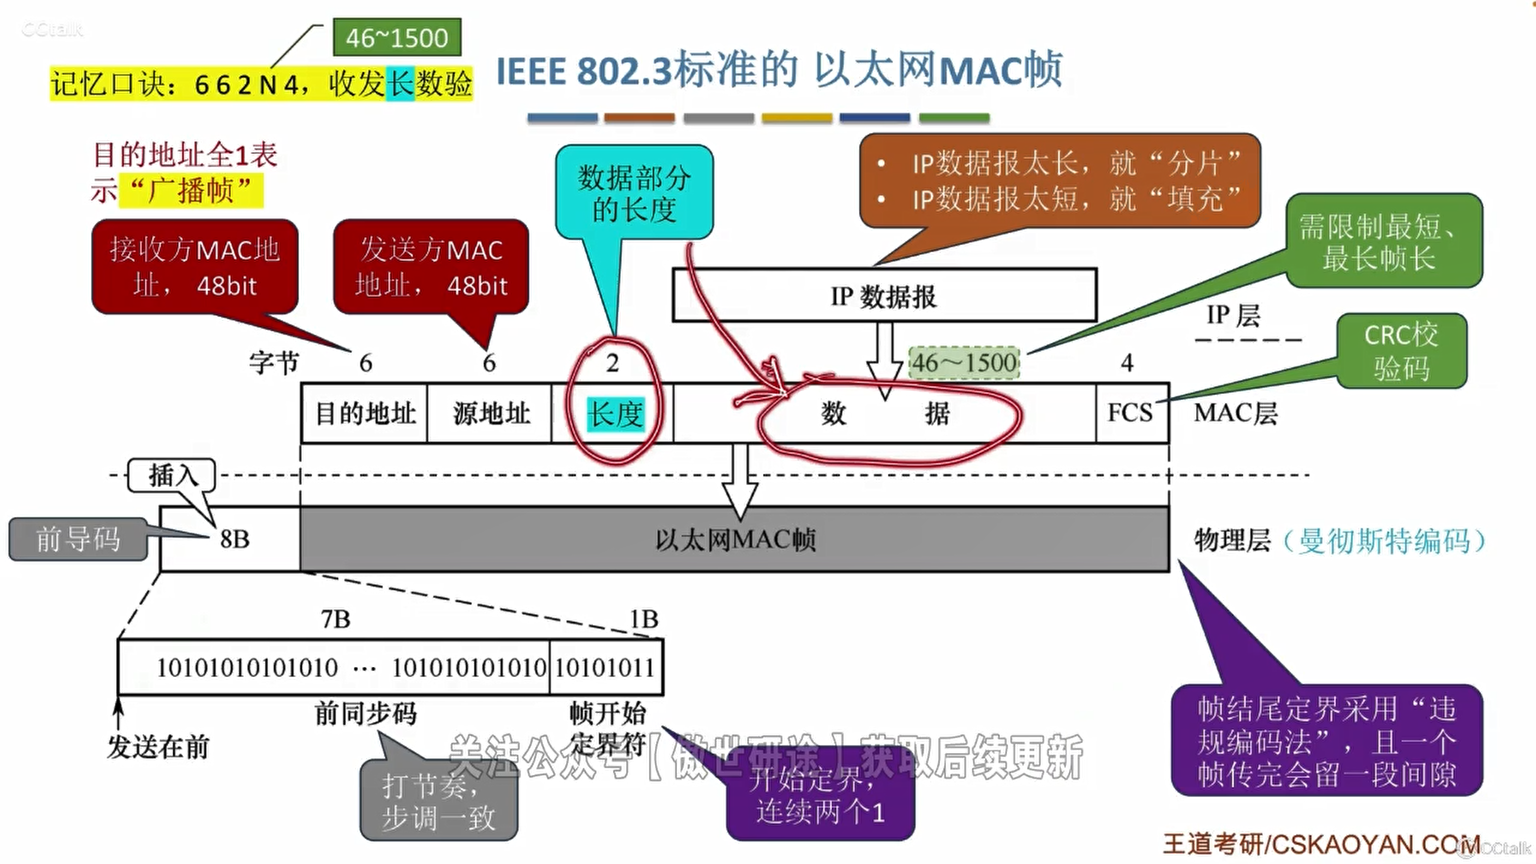 CCtalk
46~1500
记忆口诀：6 6 2 N 4，收发长数验
IEEE 802.3标准的 以太网MAC帧
目的地址全1表
示“广播帧”
接收方MAC地
址， 48bit
发送方MAC
地址， 48bit
数据部分
的长度
• IP数据报太长，就“分片”
• IP数据报太短，就“填充”
需限制最短、
最长帧长
IP 数据报
IP 层
CRC校
验码
字节 6 6 2 46～1500 4
目的地址 源地址 长度 数 据 FCS MAC层
插入
前导码 8B 以太网MAC帧 物理层（曼彻斯特编码）
7B 1B
10101010101010 ··· 101010101010 10101011
前同步码 帧开始
定界符
发送在前
关注公众号【傲世研途】获取后续更新
打节奏，
步调一致
开始定界，
连续两个1
帧结尾定界采用“违
规编码法”，且一个
帧传完会留一段间隙
王道考研/CSKAOYAN.COM
CCtalk